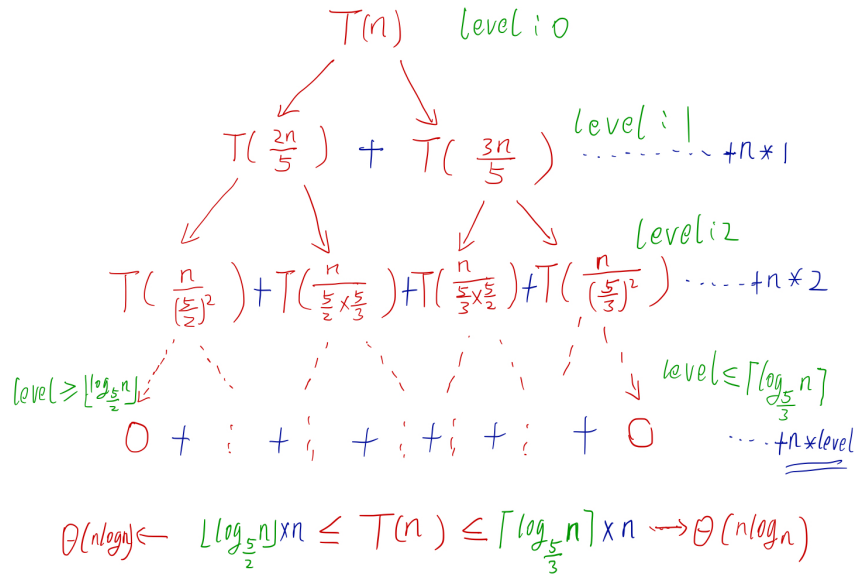 T(n) level:0
T(2n/5) + T(3n/5) level:1 ......... +n*1
level:2
T(n/(5/2)²) + T(n/(5/2×5/3)) + T(n/(5/3×5/2)) + T(n/(5/3)²) ...... +n*2
level≥⌊log_{5/2} n⌋ level≤⌈log_{5/3} n⌉
0 + ⋮ + ⋮ + ⋮ + ⋮ + ⋮ + 0 .... +n*level
θ(nlogn) ← ⌊log_{5/2} n⌋×n ≤ T(n) ≤ ⌈log_{5/3} n⌉×n → θ(nlogn)